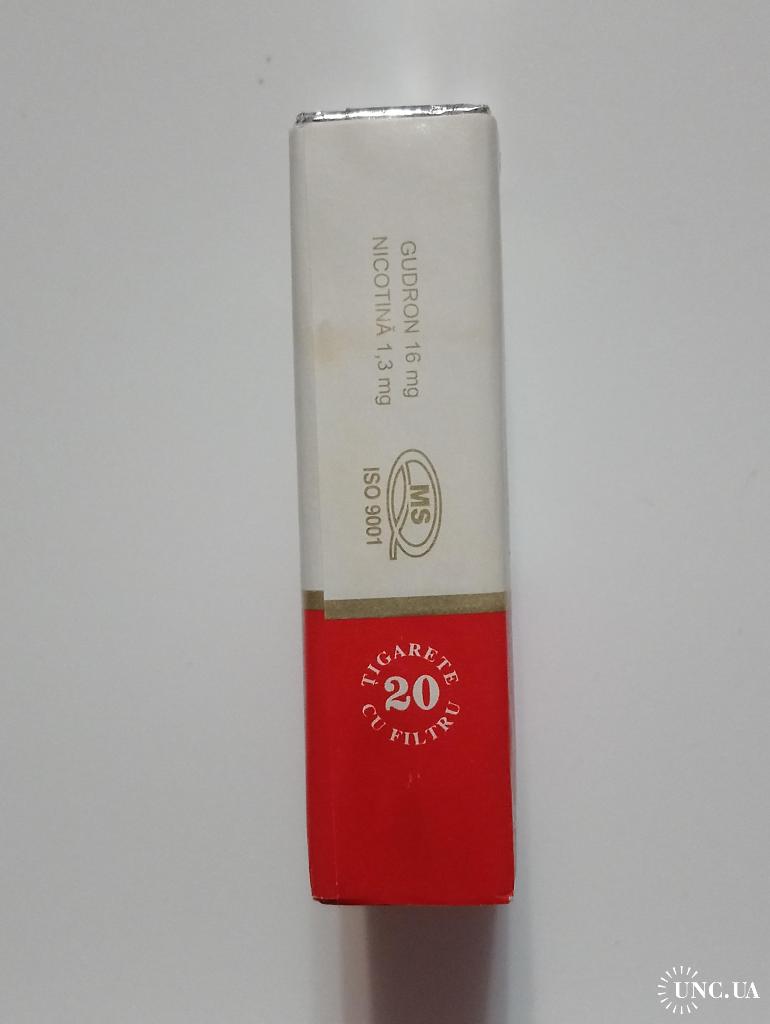 GUDRON 16 mg
NICOTINĂ 1,3 mg
MS
ISO 9001
ȚIGARETE
20
CU FILTRU
UNC.UA